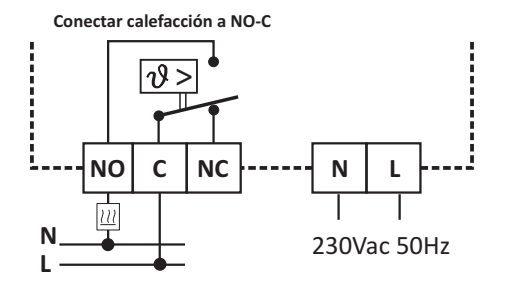 Conectar calefacción a NO-C
ϑ >
NO C NC N L
N
L
230Vac 50Hz